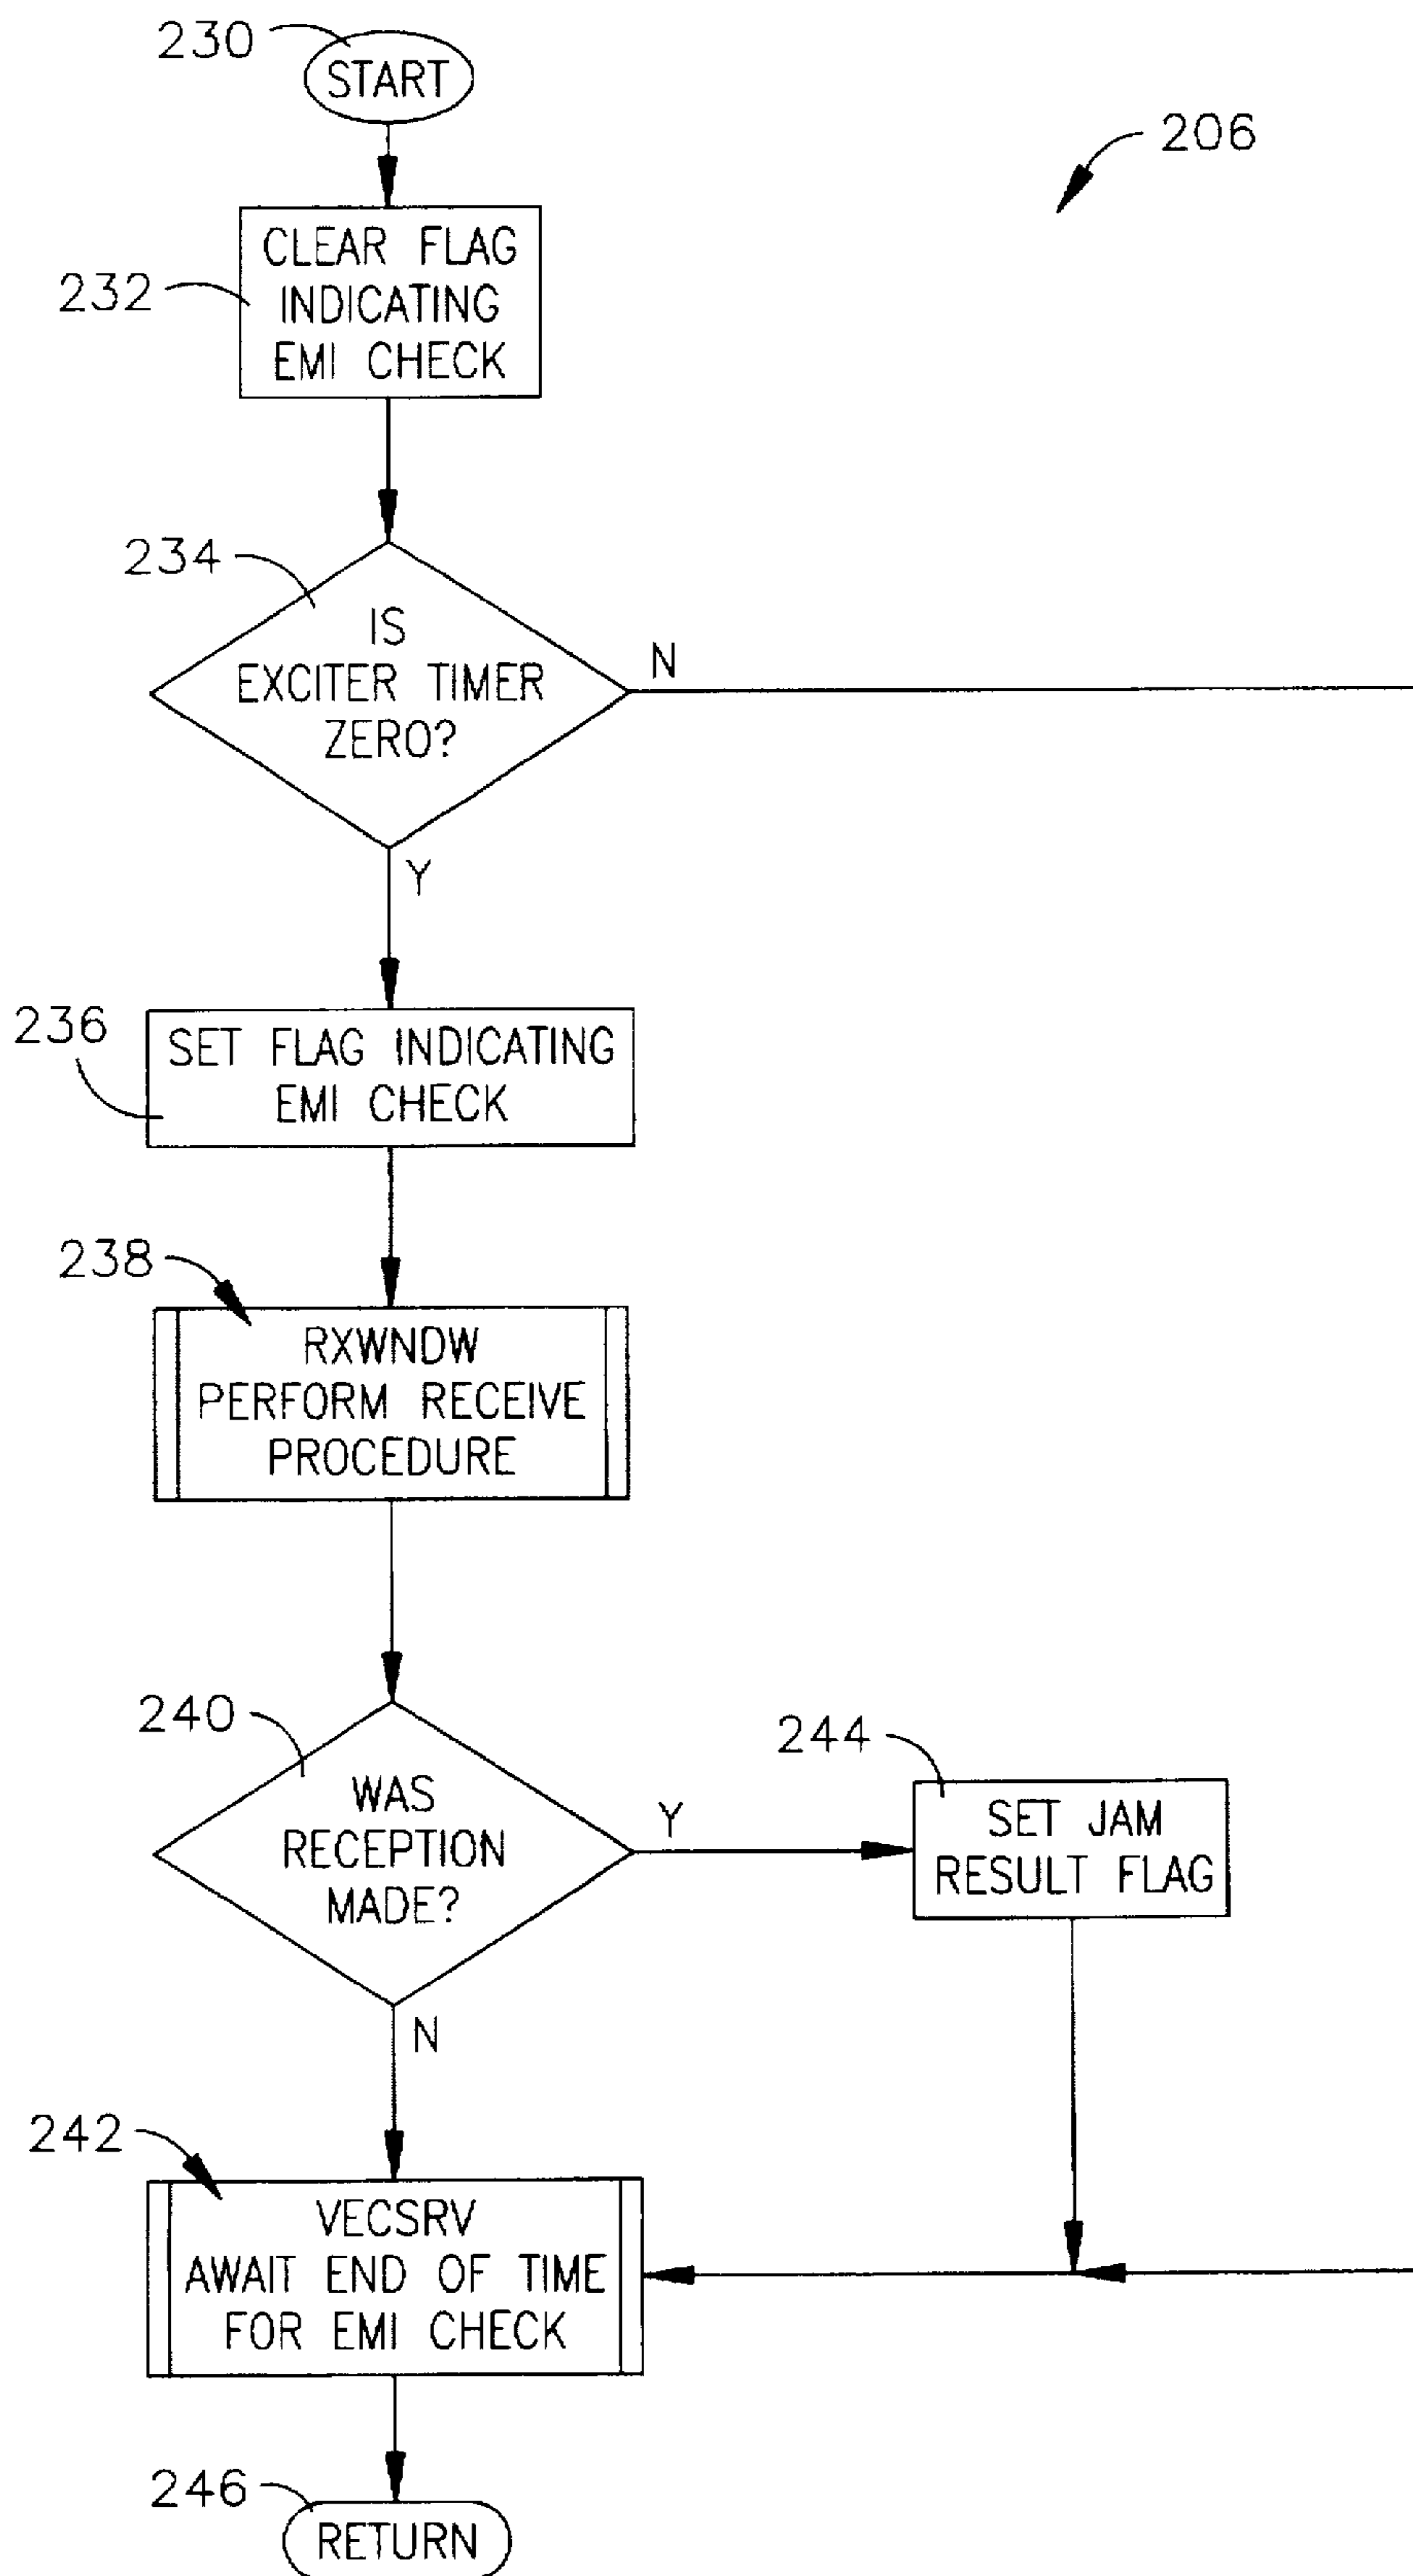 230
START
206
232
CLEAR FLAG
INDICATING
EMI CHECK
234
IS
EXCITER TIMER
ZERO?
N
Y
236
SET FLAG INDICATING
EMI CHECK
238
RXWNDW
PERFORM RECEIVE
PROCEDURE
240
WAS
RECEPTION
MADE?
Y
244
SET JAM
RESULT FLAG
N
242
VECSRV
AWAIT END OF TIME
FOR EMI CHECK
246
RETURN